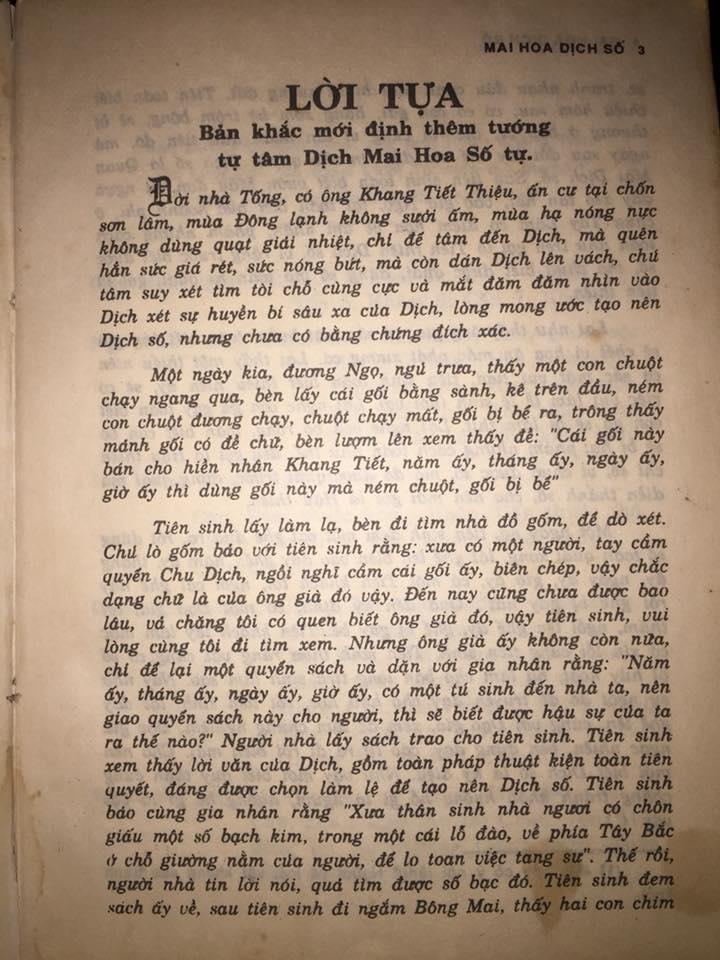 MAI HOA DỊCH SỐ 3
LỜI TỰA
Bản khắc mới định thêm tướng
tự tâm Dịch Mai Hoa Số tự.
Đời nhà Tống, có ông Khang Tiết Thiệu, ẩn cư tại chốn
sơn lâm, mùa Đông lạnh không sưởi ấm, mùa hạ nóng nực
không dùng quạt giải nhiệt, chỉ để tâm đến Dịch, mà quên
hẳn sức giá rét, sức nóng bứt, mà còn dán Dịch lên vách, chú
tâm suy xét tìm tòi chỗ cùng cực và mắt đăm đăm nhìn vào
Dịch xét sự huyền bí sâu xa của Dịch, lòng mong ước tạo nên
Dịch số, nhưng chưa có bằng chứng đích xác.
Một ngày kia, đương Ngọ, ngủ trưa, thấy một con chuột
chạy ngang qua, bèn lấy cái gối bằng sành, kê trên đầu, ném
con chuột đương chạy, chuột chạy mất, gối bị bể ra, trông thấy
mảnh gối có đề chữ, bèn lượm lên xem thấy đề: "Cái gối này
bán cho hiền nhân Khang Tiết, năm ấy, tháng ấy, ngày ấy,
giờ ấy thì dùng gối này mà ném chuột, gối bị bể"
Tiên sinh lấy làm lạ, bèn đi tìm nhà đồ gốm, để dò xét.
Chủ lò gốm bảo với tiên sinh rằng: xưa có một người, tay cầm
quyển Chu Dịch, ngồi nghĩ cầm cái gối ấy, biên chép, vậy chắc
dạng chữ là của ông già đó vậy. Đến nay cũng chưa được bao
lâu, vả chăng tôi có quen biết ông già đó, vậy tiên sinh, vui
lòng cùng tôi đi tìm xem. Nhưng ông già ấy không còn nữa,
chỉ để lại một quyển sách và dặn với gia nhân rằng: "Năm
ấy, tháng ấy, ngày ấy, giờ ấy, có một tú sinh đến nhà ta, nên
giao quyển sách này cho người, thì sẽ biết được hậu sự của ta
ra thế nào?" Người nhà lấy sách trao cho tiên sinh. Tiên sinh
xem thấy lời văn của Dịch, gồm toàn pháp thuật kiện toàn tiên
quyết, đáng được chọn làm lệ để tạo nên Dịch số. Tiên sinh
bảo cùng gia nhân rằng "Xưa thân sinh nhà ngươi có chôn
giấu một số bạch kim, trong một cái lỗ đào, về phía Tây Bắc
ở chỗ giường nằm của người, để lo toan việc tang sự". Thế rồi,
người nhà tin lời nói, quả tìm được số bạc đó. Tiên sinh đem
sách ấy về, sau tiên sinh đi ngắm Bông Mai, thấy hai con chim